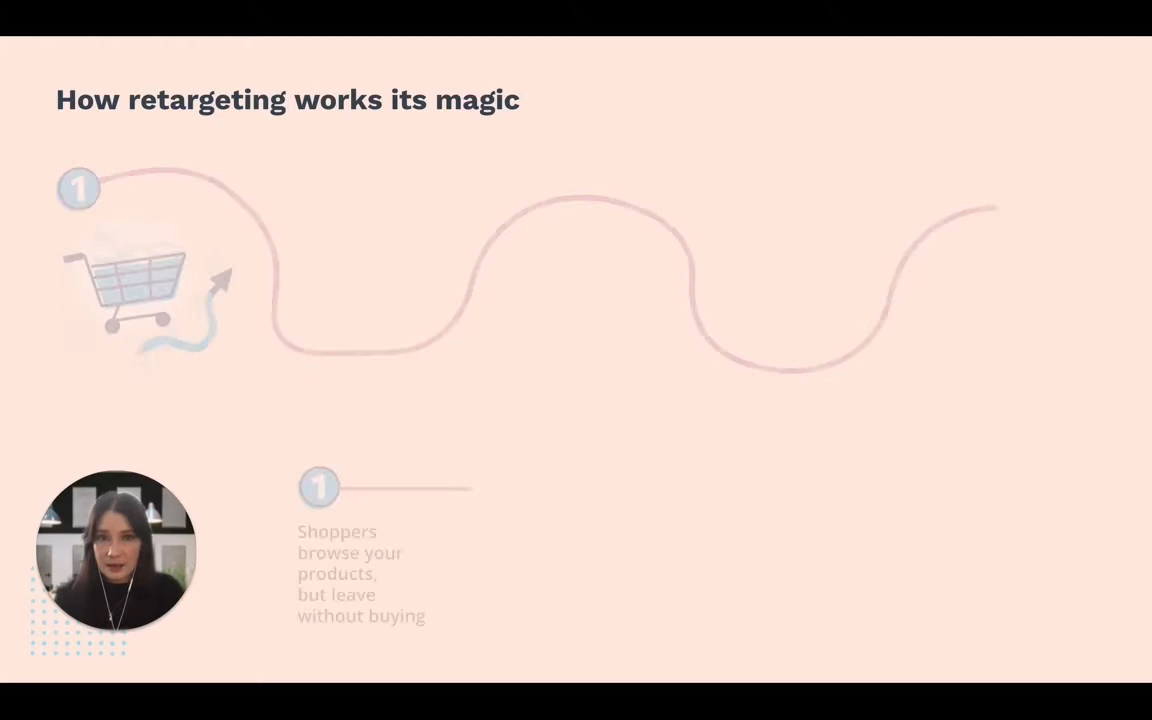 How retargeting works its magic
1
1
Shoppers
browse your
products,
but leave
without buying